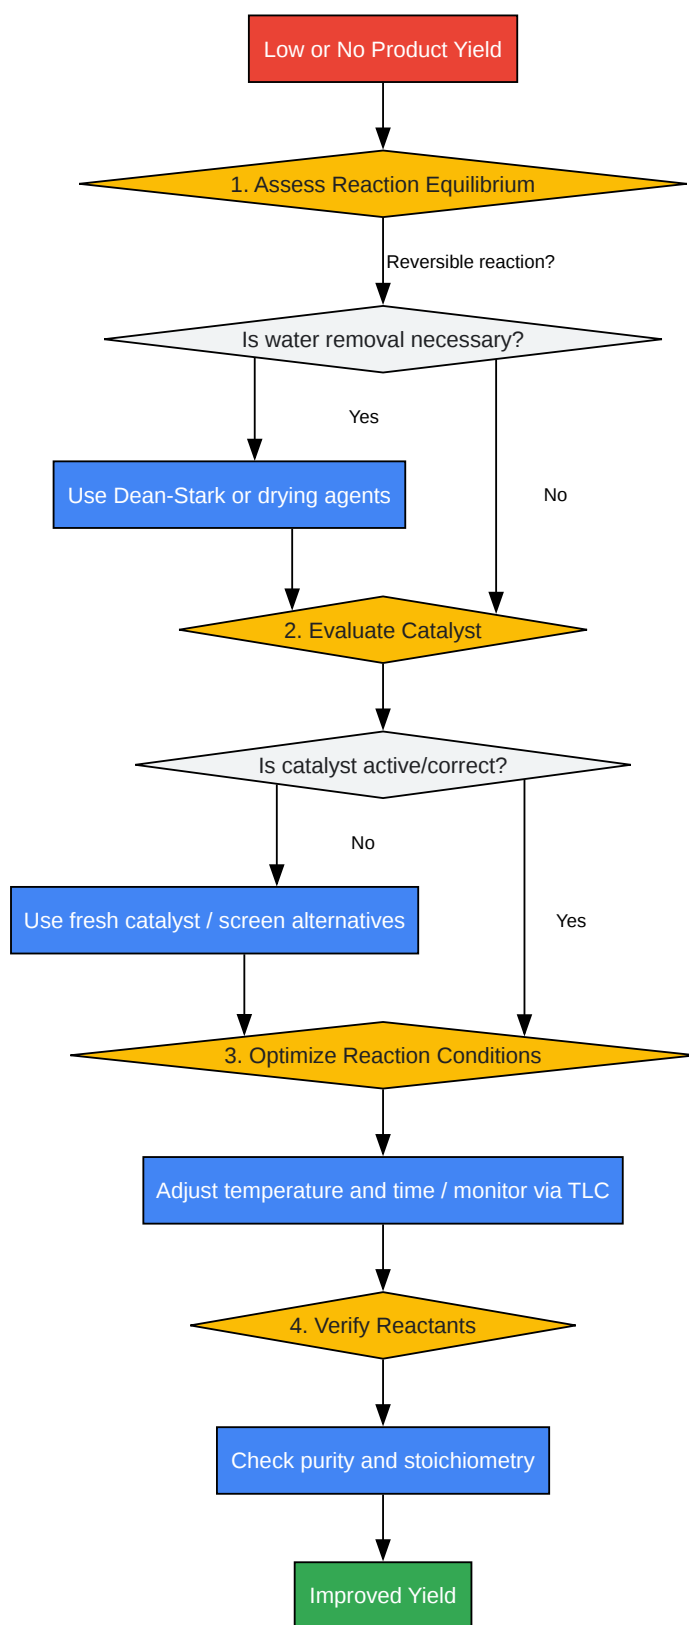 Low or No Product Yield
1. Assess Reaction Equilibrium
Reversible reaction?
Is water removal necessary?
Yes
Use Dean-Stark or drying agents
No
2. Evaluate Catalyst
Is catalyst active/correct?
No
Use fresh catalyst / screen alternatives
Yes
3. Optimize Reaction Conditions
Adjust temperature and time / monitor via TLC
4. Verify Reactants
Check purity and stoichiometry
Improved Yield